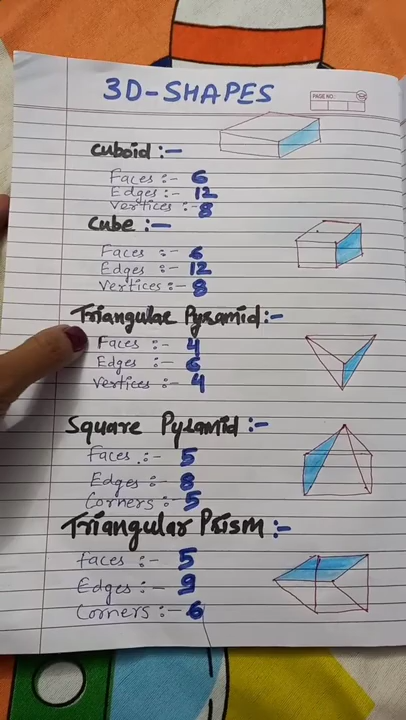 3D-SHAPES
PAGE NO.
Cuboid :-
Faces :- 6
Edges :- 12
Vertices :- 8
Cube :-
Faces :- 6
Edges :- 12
Vertices :- 8
Triangular Pyramid :-
Faces :- 4
Edges :- 6
Vertices :- 4
Square Pyramid :-
Faces :- 5
Edges :- 8
Corners :- 5
Triangular Prism :-
faces :- 5
Edges :- 9
Corners :- 6